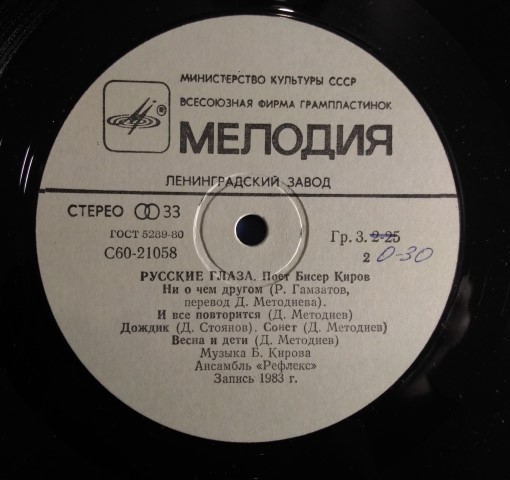 МИНИСТЕРСТВО КУЛЬТУРЫ СССР
ВСЕСОЮЗНАЯ ФИРМА ГРАМПЛАСТИНОК
МЕЛОДИЯ
ЛЕНИНГРАДСКИЙ ЗАВОД
СТЕРЕО 33
ГОСТ 5289-80
С60-21058
Гр. 3. 2-25
2 0-30
РУССКИЕ ГЛАЗА. Поет Бисер Киров
Ни о чем другом (Р. Гамзатов,
перевод Д. Методиева).
И все повторится (Д. Методиев)
Дождик (Д. Стоянов). Сонет (Д. Методиев)
Весна и дети (Д. Методиев)
Музыка Б. Кирова
Ансамбль «Рефлекс»
Запись 1983 г.